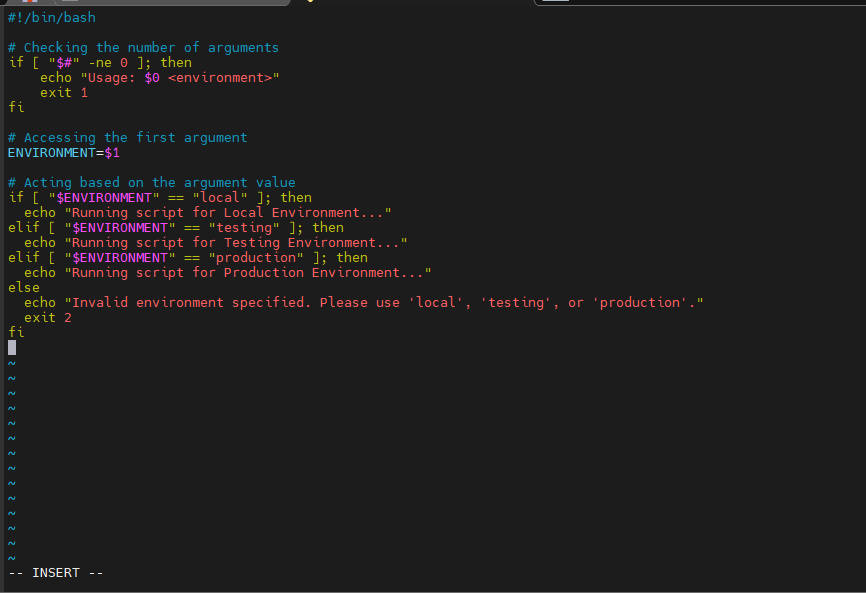 #!/bin/bash

# Checking the number of arguments
if [ "$#" -ne 0 ]; then
    echo "Usage: $0 <environment>"
    exit 1
fi

# Accessing the first argument
ENVIRONMENT=$1

# Acting based on the argument value
if [ "$ENVIRONMENT" == "local" ]; then
  echo "Running script for Local Environment..."
elif [ "$ENVIRONMENT" == "testing" ]; then
  echo "Running script for Testing Environment..."
elif [ "$ENVIRONMENT" == "production" ]; then
  echo "Running script for Production Environment..."
else
  echo "Invalid environment specified. Please use 'local', 'testing', or 'production'."
  exit 2
fi

~
~
~
~
~
~
~
~
~
~
~
~
~
~
-- INSERT --